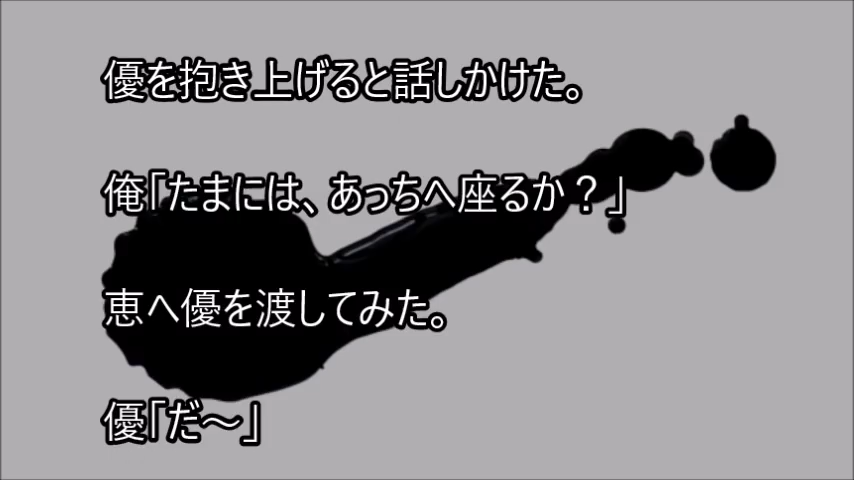 優を抱き上げると話しかけた。
俺「たまには、あっちへ座るか？」
恵へ優を渡してみた。
優「だ～」